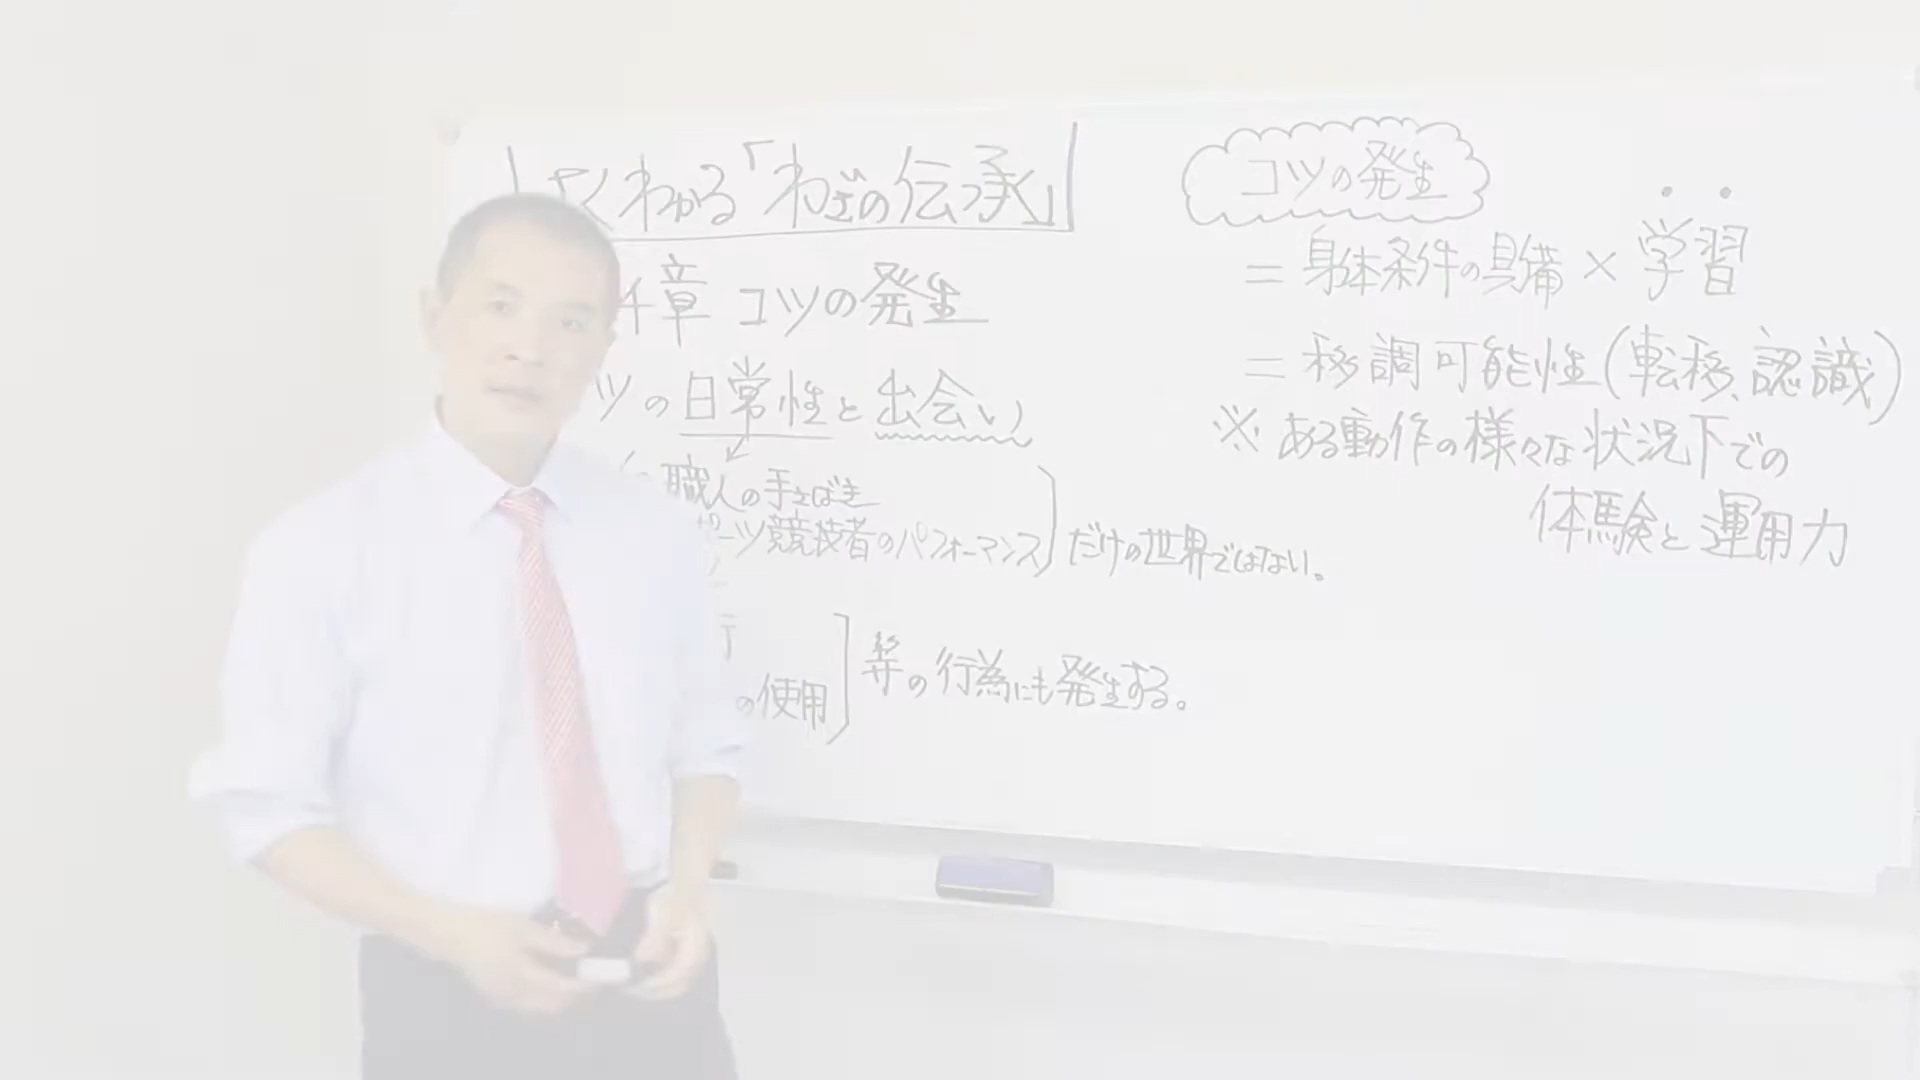 よくわかる「わざの伝承」
章 コツの発生
ツの日常性と出会い
職人の手さばき
ポーツ競技者のパフォーマンス
だけの世界ではない。
の使用
等の行為にも発生する。
コツの発生
= 身体条件の具備 × 学習
= 移調可能性(転移、認識)
※ ある動作の様々な状況下での
体験と運用力